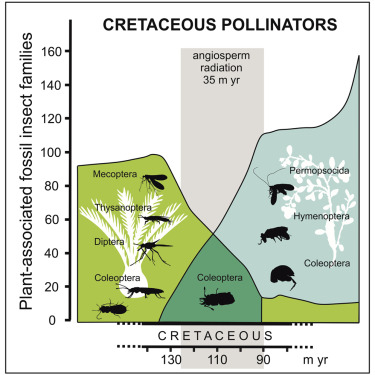 CRETACEOUS POLLINATORS
Plant-associated fossil insect families
160
140
120
100
80
60
40
20
0
angiosperm
radiation
35 m yr
Mecoptera
Thysanoptera
Diptera
Coleoptera
Coleoptera
Permopsocida
Hymenoptera
Coleoptera
CRETACEOUS
130
110
90
m yr